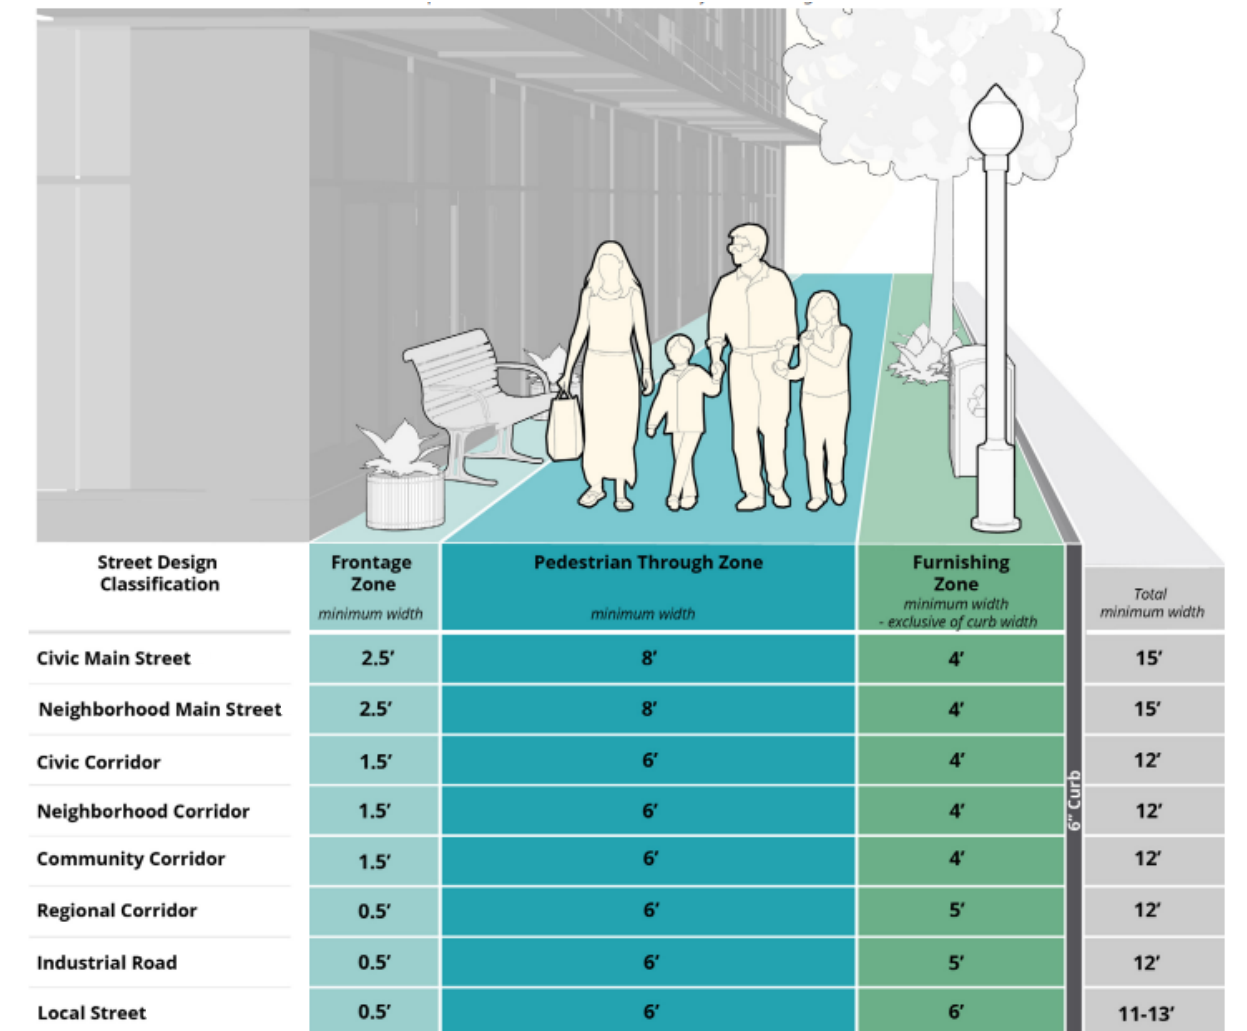 Street Design
Classification
Frontage
Zone
minimum width
Pedestrian Through Zone
minimum width
Furnishing
Zone
minimum width
- exclusive of curb width
Total
minimum width
Civic Main Street 2.5’ 8’ 4’ 15’
Neighborhood Main Street 2.5’ 8’ 4’ 15’
Civic Corridor 1.5’ 6’ 4’ 12’
Neighborhood Corridor 1.5’ 6’ 4’ 12’
Community Corridor 1.5’ 6’ 4’ 12’
Regional Corridor 0.5’ 6’ 5’ 12’
Industrial Road 0.5’ 6’ 5’ 12’
Local Street 0.5’ 6’ 6’ 11-13’
6” Curb